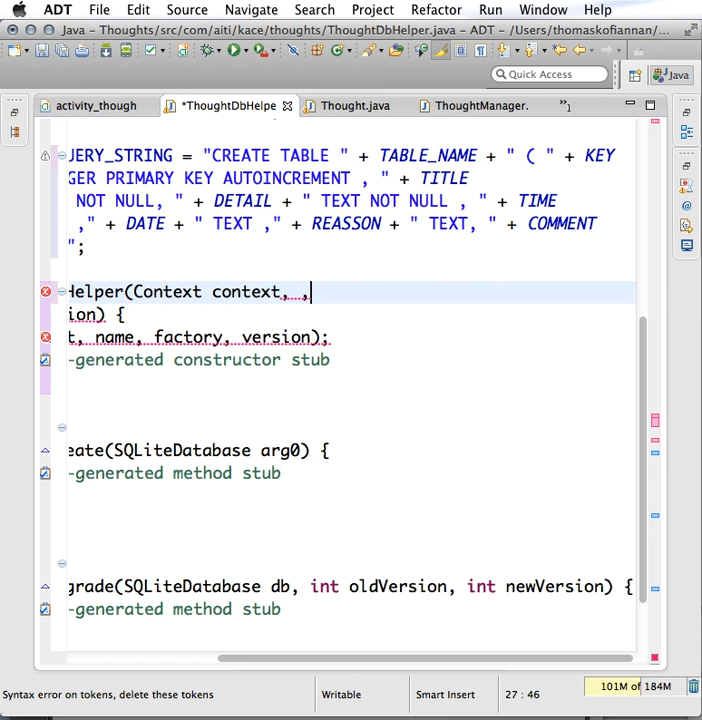 ADT File Edit Source Navigate Search Project Refactor Run Window Help
Java – Thoughts/src/com/aiti/kace/thoughts/ThoughtDbHelper.java – ADT – /Users/thomaskofiannan/...
Quick Access
Java
activity_though *ThoughtDbHelpe Thought.java ThoughtManager. »1
JERY_STRING = "CREATE TABLE " + TABLE_NAME + " ( " + KEY
GER PRIMARY KEY AUTOINCREMENT , " + TITLE
NOT NULL, " + DETAIL + " TEXT NOT NULL , " + TIME
," + DATE + " TEXT ," + REASSON + " TEXT, " + COMMENT
";
Helper(Context context, ,
ion) {
t, name, factory, version);
-generated constructor stub
eate(SQLiteDatabase arg0) {
-generated method stub
grade(SQLiteDatabase db, int oldVersion, int newVersion) {
-generated method stub
Syntax error on tokens, delete these tokens
Writable
Smart Insert
27 : 46
101M of 184M